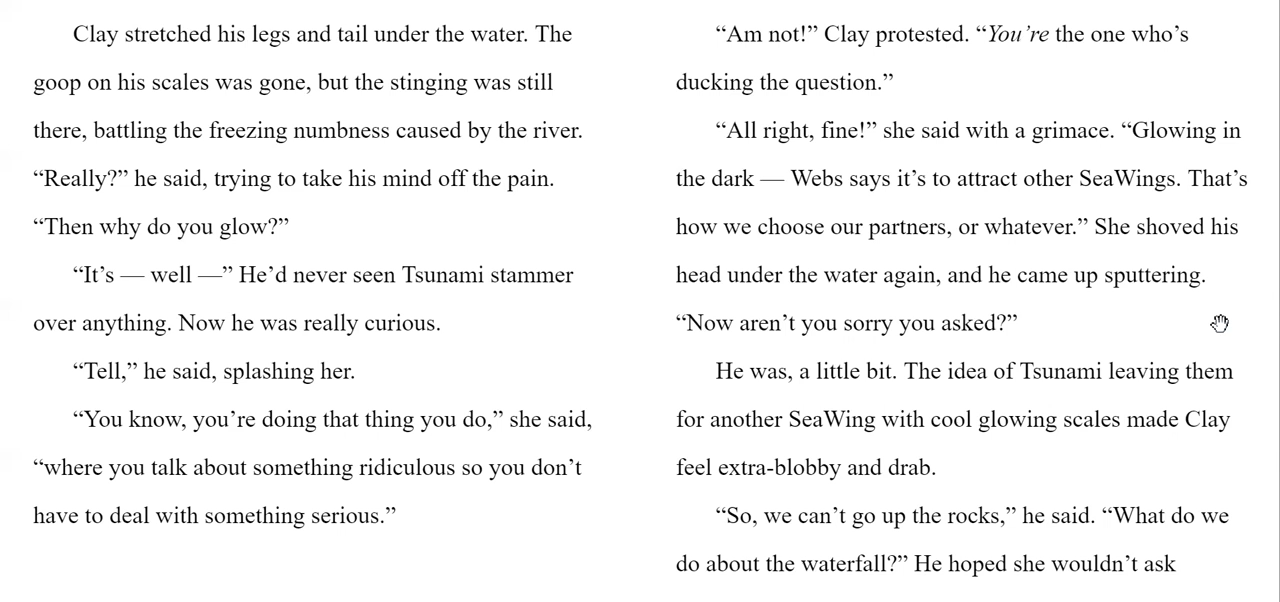 Clay stretched his legs and tail under the water. The
goop on his scales was gone, but the stinging was still
there, battling the freezing numbness caused by the river.
“Really?” he said, trying to take his mind off the pain.
“Then why do you glow?”
“It’s — well —” He’d never seen Tsunami stammer
over anything. Now he was really curious.
“Tell,” he said, splashing her.
“You know, you’re doing that thing you do,” she said,
“where you talk about something ridiculous so you don’t
have to deal with something serious.”
“Am not!” Clay protested. “You’re the one who’s
ducking the question.”
“All right, fine!” she said with a grimace. “Glowing in
the dark — Webs says it’s to attract other SeaWings. That’s
how we choose our partners, or whatever.” She shoved his
head under the water again, and he came up sputtering.
“Now aren’t you sorry you asked?”
He was, a little bit. The idea of Tsunami leaving them
for another SeaWing with cool glowing scales made Clay
feel extra-blobby and drab.
“So, we can’t go up the rocks,” he said. “What do we
do about the waterfall?” He hoped she wouldn’t ask